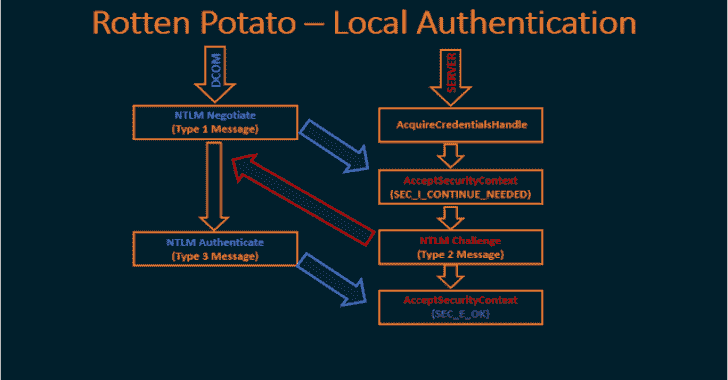 Rotten Potato – Local Authentication
DCOM
SERVER
NTLM Negotiate
(Type 1 Message)
AcquireCredentialsHandle
AcceptSecurityContext
(SEC_I_CONTINUE_NEEDED)
NTLM Authenticate
(Type 3 Message)
NTLM Challenge
(Type 2 Message)
AcceptSecurityContext
(SEC_E_OK)